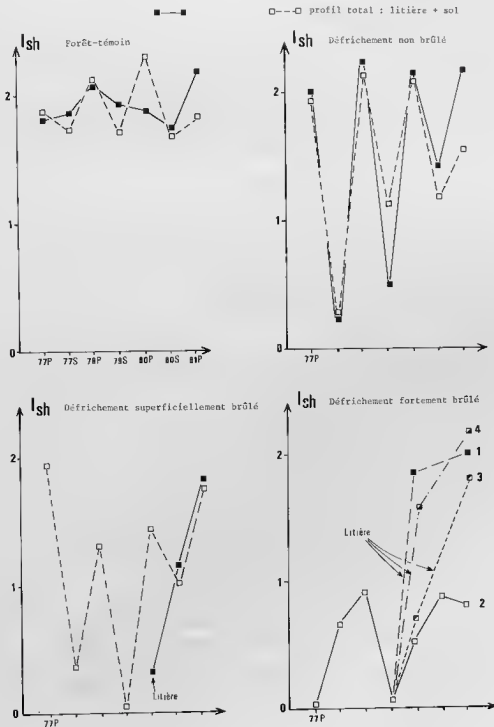 profil total : litière + sol
Ish
Forêt-témoin
2
1
0
77P 77S 78P 79S 80P 80S 81P
Ish
Défrichement non brûlé
2
1
0
77P
Ish
Défrichement superficiellement brûlé
2
1
0
Litière
77P
Ish
Défrichement fortement brûlé
4
1
3
2
Litière
2
1
0
77P